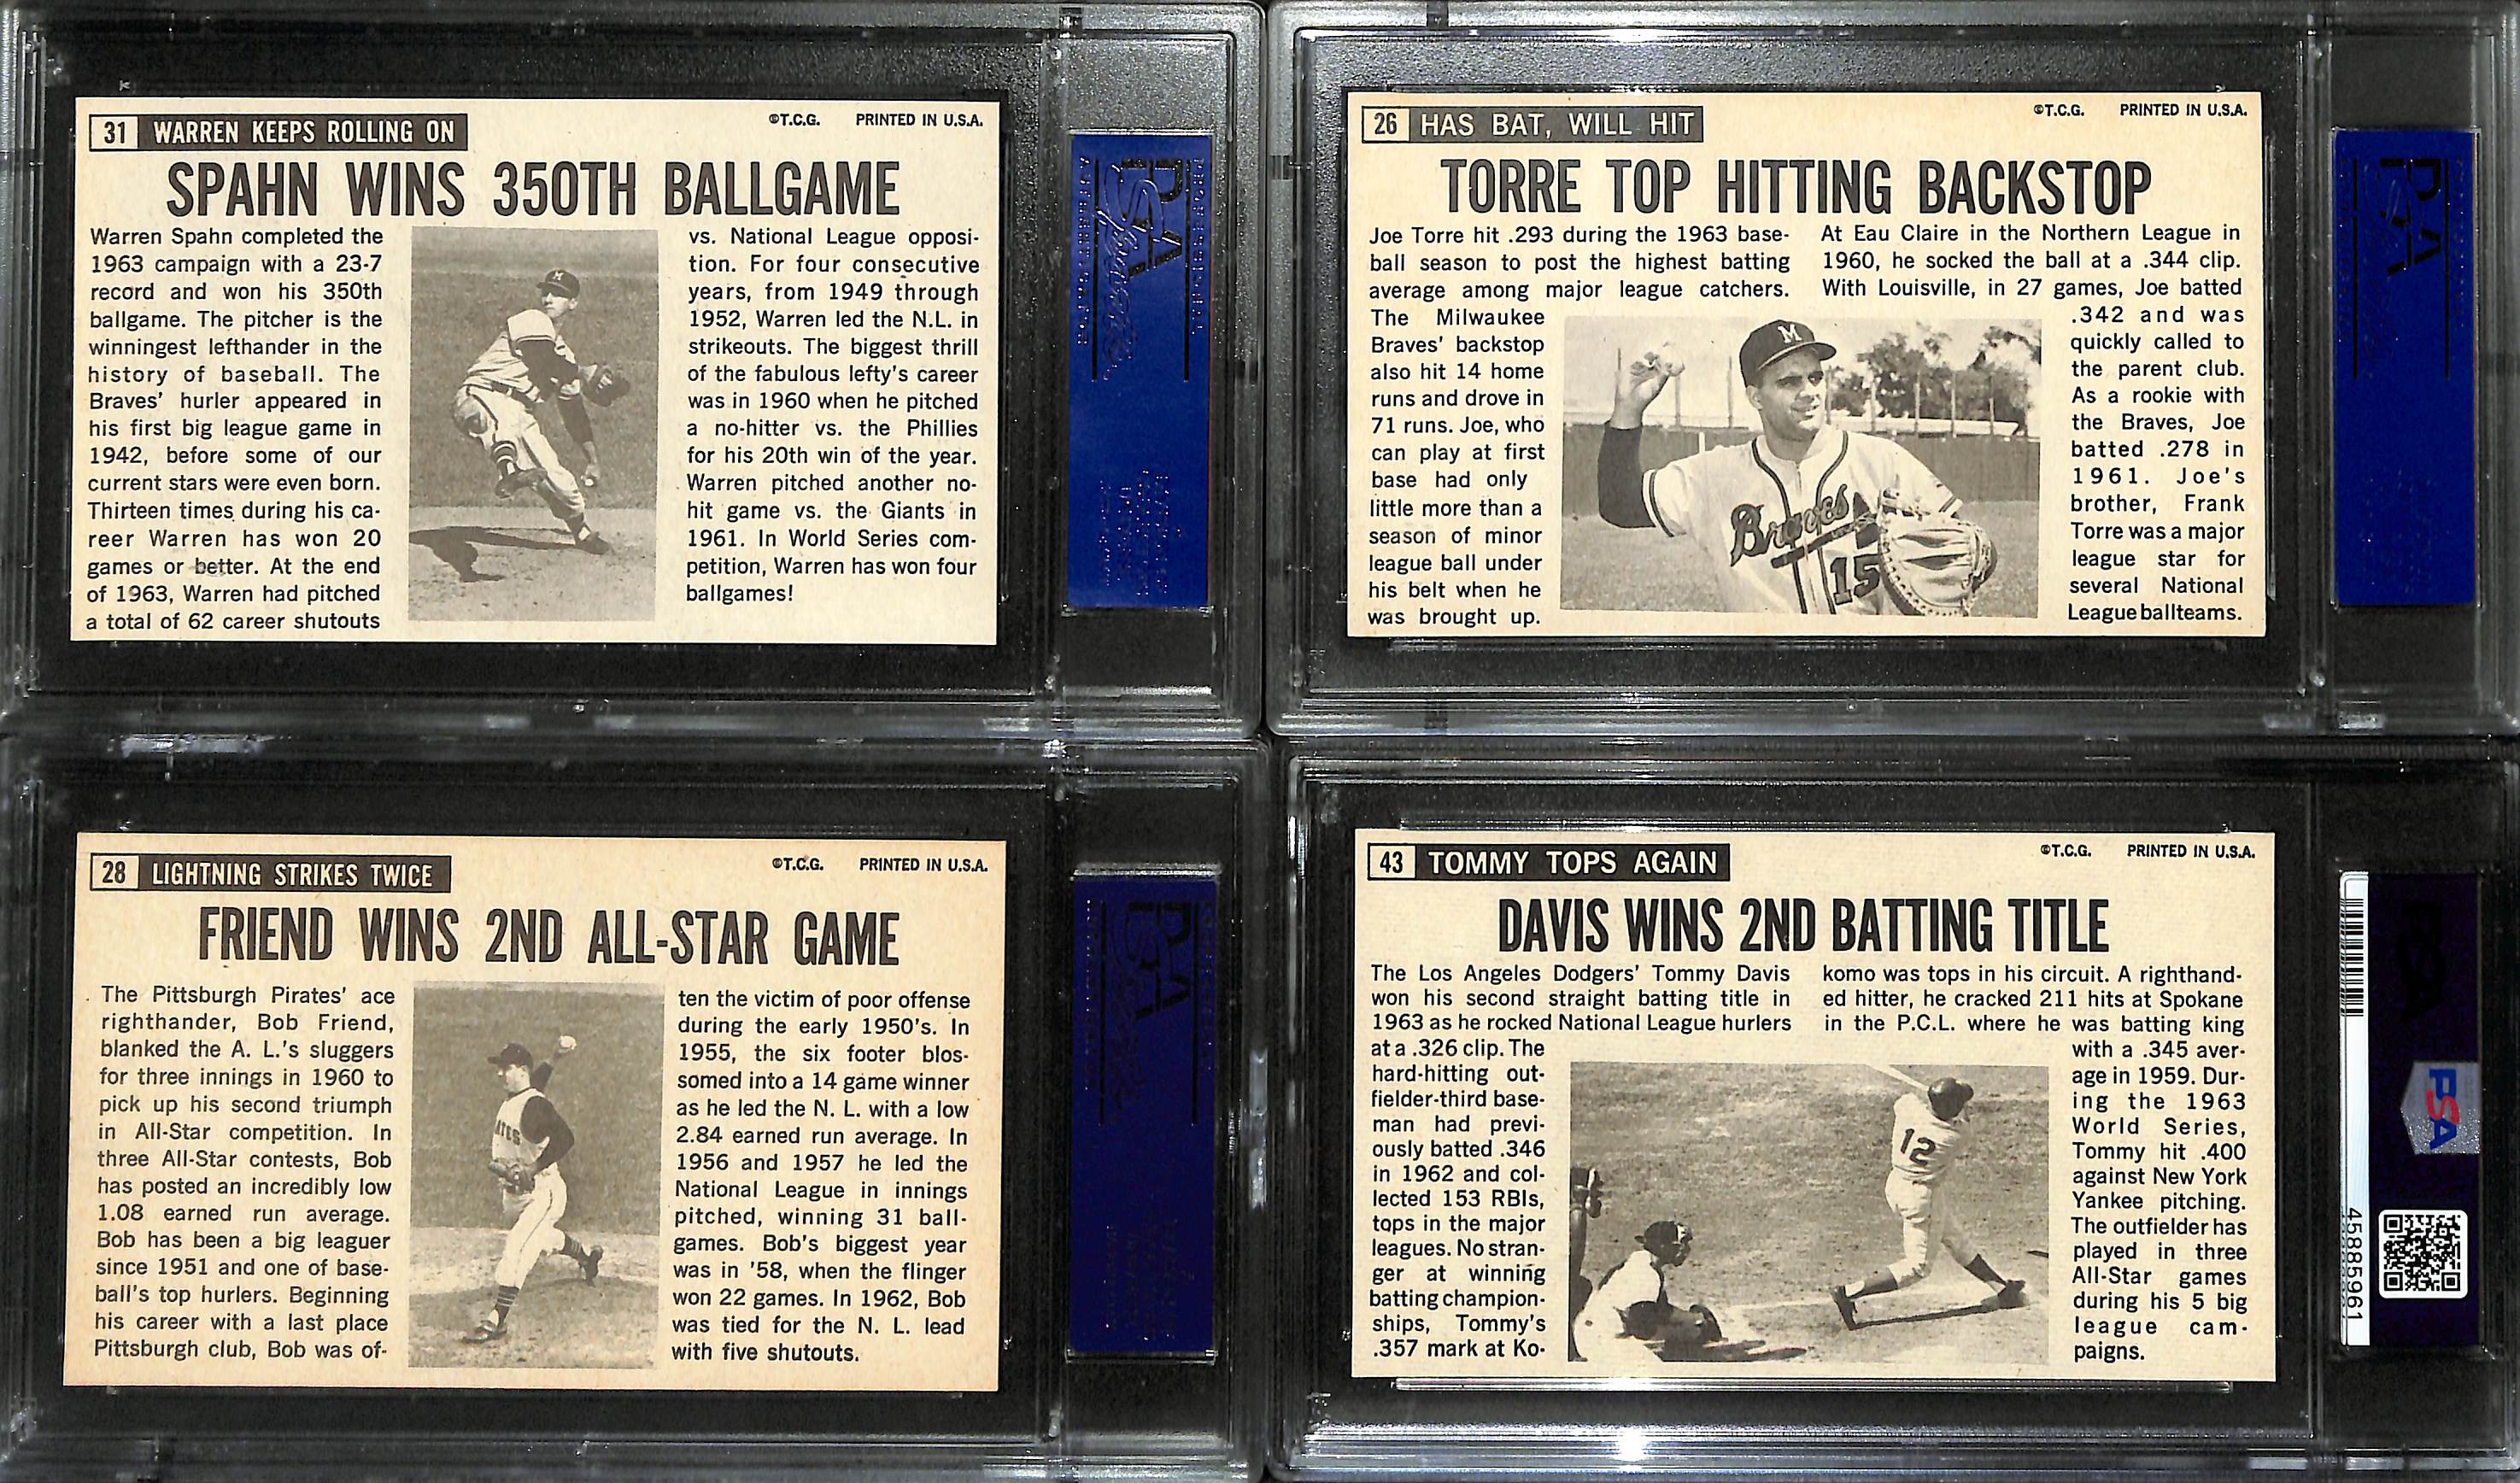 31 WARREN KEEPS ROLLING ON
©T.C.G. PRINTED IN U.S.A.
SPAHN WINS 350TH BALLGAME
Warren Spahn completed the
1963 campaign with a 23-7
record and won his 350th
ballgame. The pitcher is the
winningest lefthander in the
history of baseball. The
Braves' hurler appeared in
his first big league game in
1942, before some of our
current stars were even born.
Thirteen times during his ca-
reer Warren has won 20
games or better. At the end
of 1963, Warren had pitched
a total of 62 career shutouts
vs. National League opposi-
tion. For four consecutive
years, from 1949 through
1952, Warren led the N.L. in
strikeouts. The biggest thrill
of the fabulous lefty's career
was in 1960 when he pitched
a no-hitter vs. the Phillies
for his 20th win of the year.
Warren pitched another no-
hit game vs. the Giants in
1961. In World Series com-
petition, Warren has won four
ballgames!
M
PSA
26 HAS BAT, WILL HIT
©T.C.G. PRINTED IN U.S.A.
TORRE TOP HITTING BACKSTOP
Joe Torre hit .293 during the 1963 base-
ball season to post the highest batting
average among major league catchers.
The Milwaukee
Braves' backstop
also hit 14 home
runs and drove in
71 runs. Joe, who
can play at first
base had only
little more than a
season of minor
league ball under
his belt when he
was brought up.
At Eau Claire in the Northern League in
1960, he socked the ball at a .344 clip.
With Louisville, in 27 games, Joe batted
.342 and was
quickly called to
the parent club.
As a rookie with
the Braves, Joe
batted .278 in
1961. Joe's
brother, Frank
Torre was a major
league star for
several National
League ballteams.
M
Braves
15
PSA
28 LIGHTNING STRIKES TWICE
©T.C.G. PRINTED IN U.S.A.
FRIEND WINS 2ND ALL-STAR GAME
The Pittsburgh Pirates' ace
righthander, Bob Friend,
blanked the A. L.'s sluggers
for three innings in 1960 to
pick up his second triumph
in All-Star competition. In
three All-Star contests, Bob
has posted an incredibly low
1.08 earned run average.
Bob has been a big leaguer
since 1951 and one of base-
ball's top hurlers. Beginning
his career with a last place
Pittsburgh club, Bob was of-
ten the victim of poor offense
during the early 1950's. In
1955, the six footer blos-
somed into a 14 game winner
as he led the N. L. with a low
2.84 earned run average. In
1956 and 1957 he led the
National League in innings
pitched, winning 31 ball-
games. Bob's biggest year
was in '58, when the flinger
won 22 games. In 1962, Bob
was tied for the N. L. lead
with five shutouts.
PSA
43 TOMMY TOPS AGAIN
©T.C.G. PRINTED IN U.S.A.
DAVIS WINS 2ND BATTING TITLE
The Los Angeles Dodgers' Tommy Davis
won his second straight batting title in
1963 as he rocked National League hurlers
at a .326 clip. The
hard-hitting out-
fielder-third base-
man had previ-
ously batted .346
in 1962 and col-
lected 153 RBIs,
tops in the major
leagues. No stran-
ger at winning
batting champion-
ships, Tommy's
.357 mark at Ko-
komo was tops in his circuit. A righthand-
ed hitter, he cracked 211 hits at Spokane
in the P.C.L. where he was batting king
with a .345 aver-
age in 1959. Dur-
ing the 1963
World Series,
Tommy hit .400
against New York
Yankee pitching.
The outfielder has
played in three
All-Star games
during his 5 big
league cam-
paigns.
12
PSA
45885961